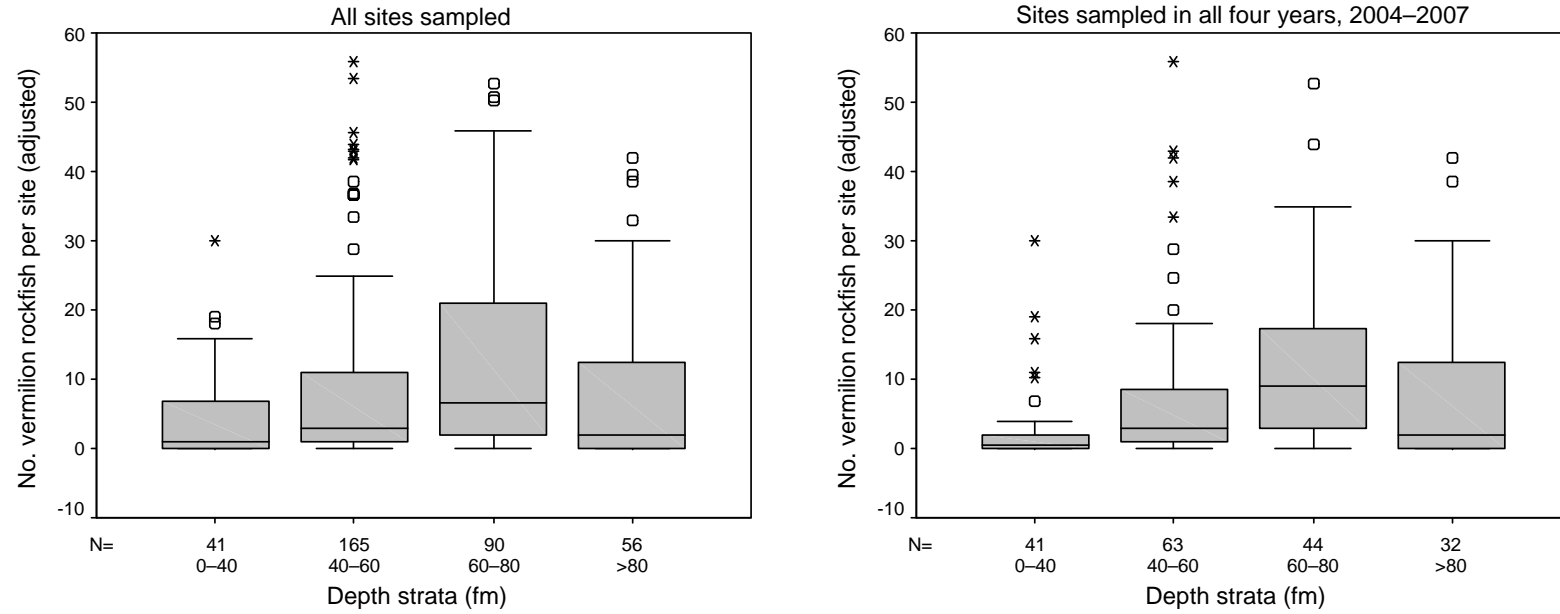 All sites sampled
No. vermilion rockfish per site (adjusted)
60
50
40
30
20
10
0
-10
N= 41 165 90 56
0–40 40–60 60–80 >80
Depth strata (fm)
Sites sampled in all four years, 2004–2007
No. vermilion rockfish per site (adjusted)
60
50
40
30
20
10
0
-10
N= 41 63 44 32
0–40 40–60 60–80 >80
Depth strata (fm)